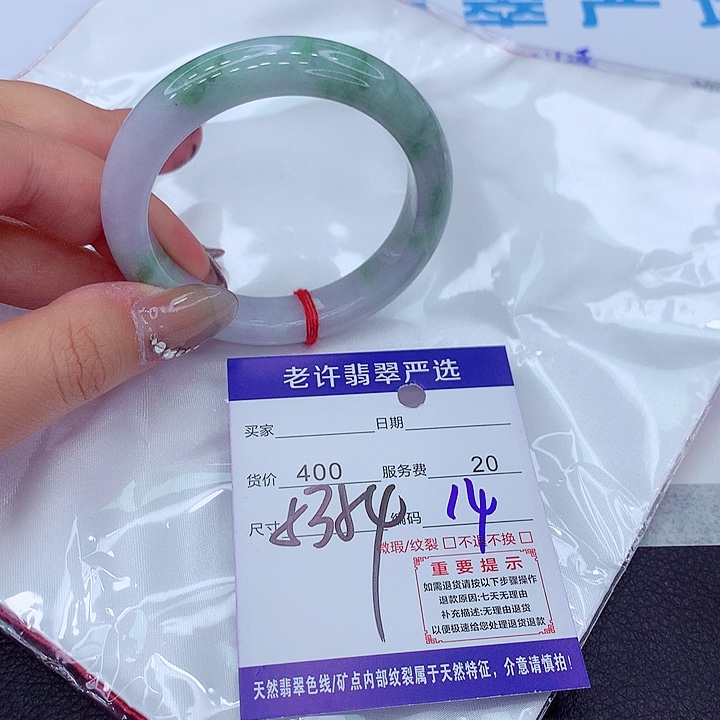 翠严
老许翡翠严选
买家 日期
货价 400 服务费 20
尺寸 编码 14
微瑕/纹裂 □不退不换 □
重要提示
如需退货请按以下步骤操作
退款原因:七天无理由
补充描述:无理由退货
以便极速给您处理退货退款
天然翡翠色线/矿点内部纹裂属于天然特征，介意请慎拍!